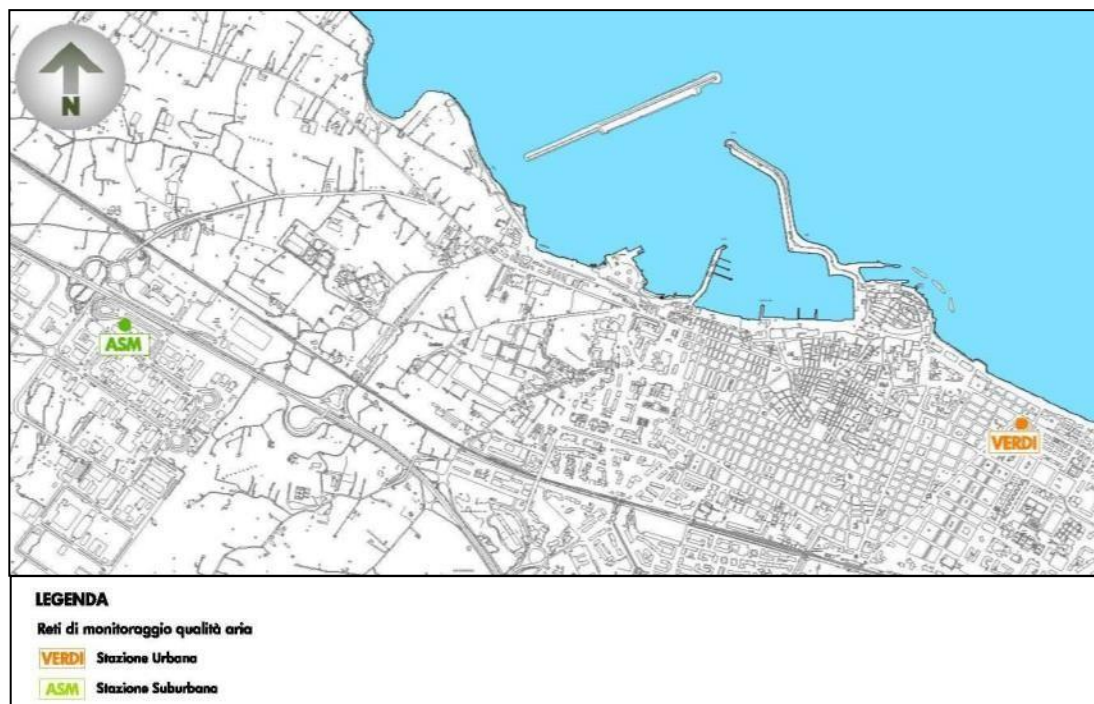 N
ASM
VERDI
LEGENDA
Reti di monitoraggio qualità aria
VERDI Stazione Urbana
ASM Stazione Suburbana